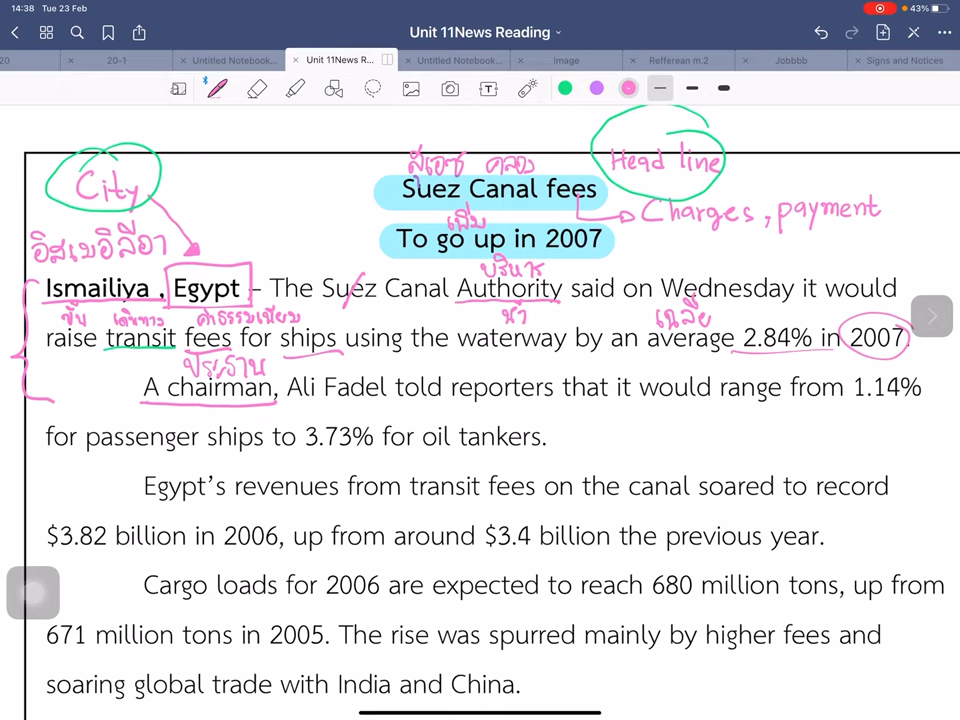 14:38 Tue 23 Feb 43%
Unit 11News Reading
20 20-1 Untitled Notebook... Unit 11News R... Untitled Notebook... Image Refferean m.2 Jobbbb Signs and Notices
T
คลอง Head line
City Suez Canal fees
Charges, payment
เพิ่ม
อิสเมอิลียา To go up in 2007
บริหาร
Ismailiya , Egypt – The Suez Canal Authority said on Wednesday it would
ขึ้น เดินทาง ค่าธรรมเนียม น้ำ เฉลี่ย
raise transit fees for ships using the waterway by an average 2.84% in 2007.
ประธาน
A chairman, Ali Fadel told reporters that it would range from 1.14%
for passenger ships to 3.73% for oil tankers.
Egypt’s revenues from transit fees on the canal soared to record
$3.82 billion in 2006, up from around $3.4 billion the previous year.
Cargo loads for 2006 are expected to reach 680 million tons, up from
671 million tons in 2005. The rise was spurred mainly by higher fees and
soaring global trade with India and China.